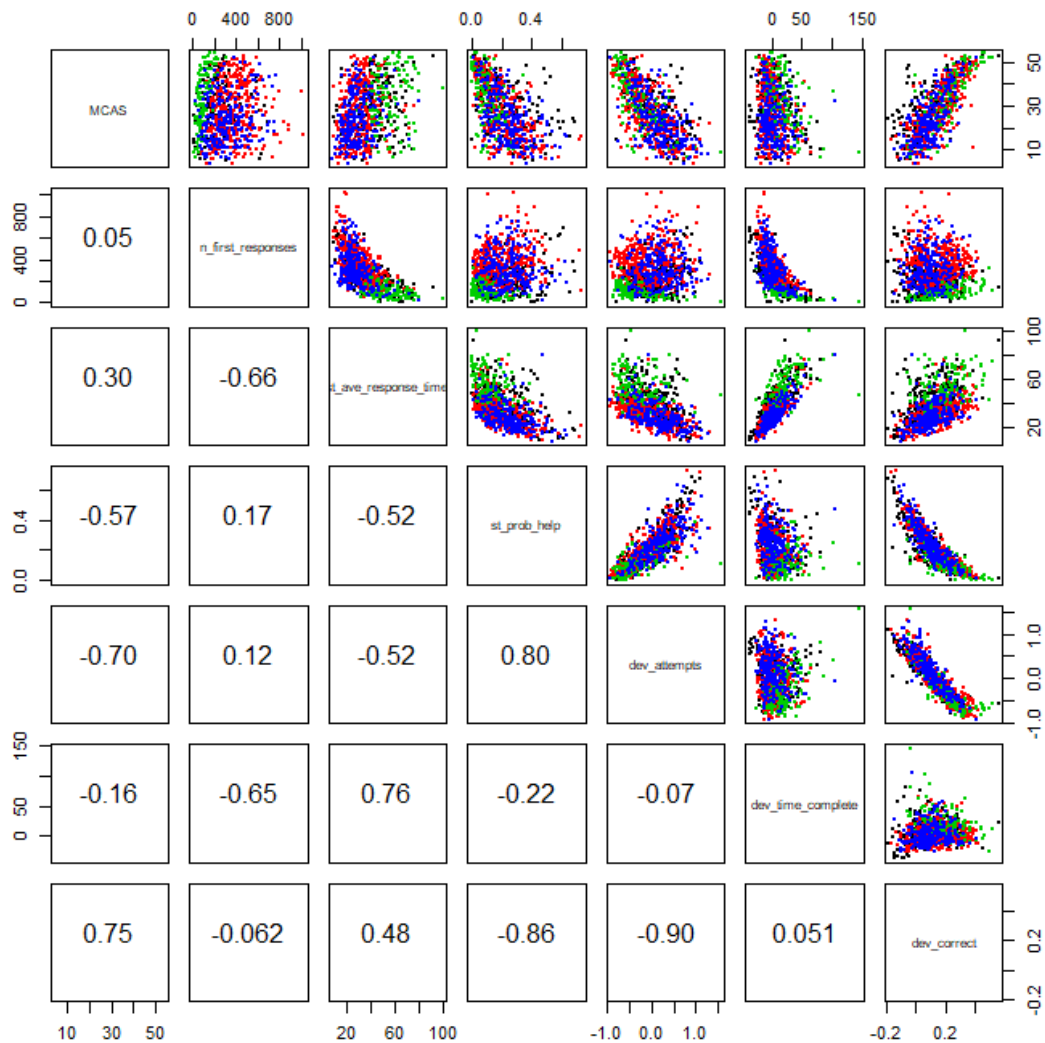 0 400 800 0.0 0.4 0 50 150
MCAS
10 30 50
0 400 800
0.05
n_first_responses
0.30
-0.66
t_ave_response_time
20 60 100
0.0 0.4
-0.57
0.17
-0.52
st_prob_help
-0.70
0.12
-0.52
0.80
dev_attempts
-1.0 0.0 1.0
0 50 150
-0.16
-0.65
0.76
-0.22
-0.07
dev_time_complete
0.75
-0.062
0.48
-0.86
-0.90
0.051
dev_correct
-0.2 0.2
10 30 50 20 60 100 -1.0 0.0 1.0 -0.2 0.2